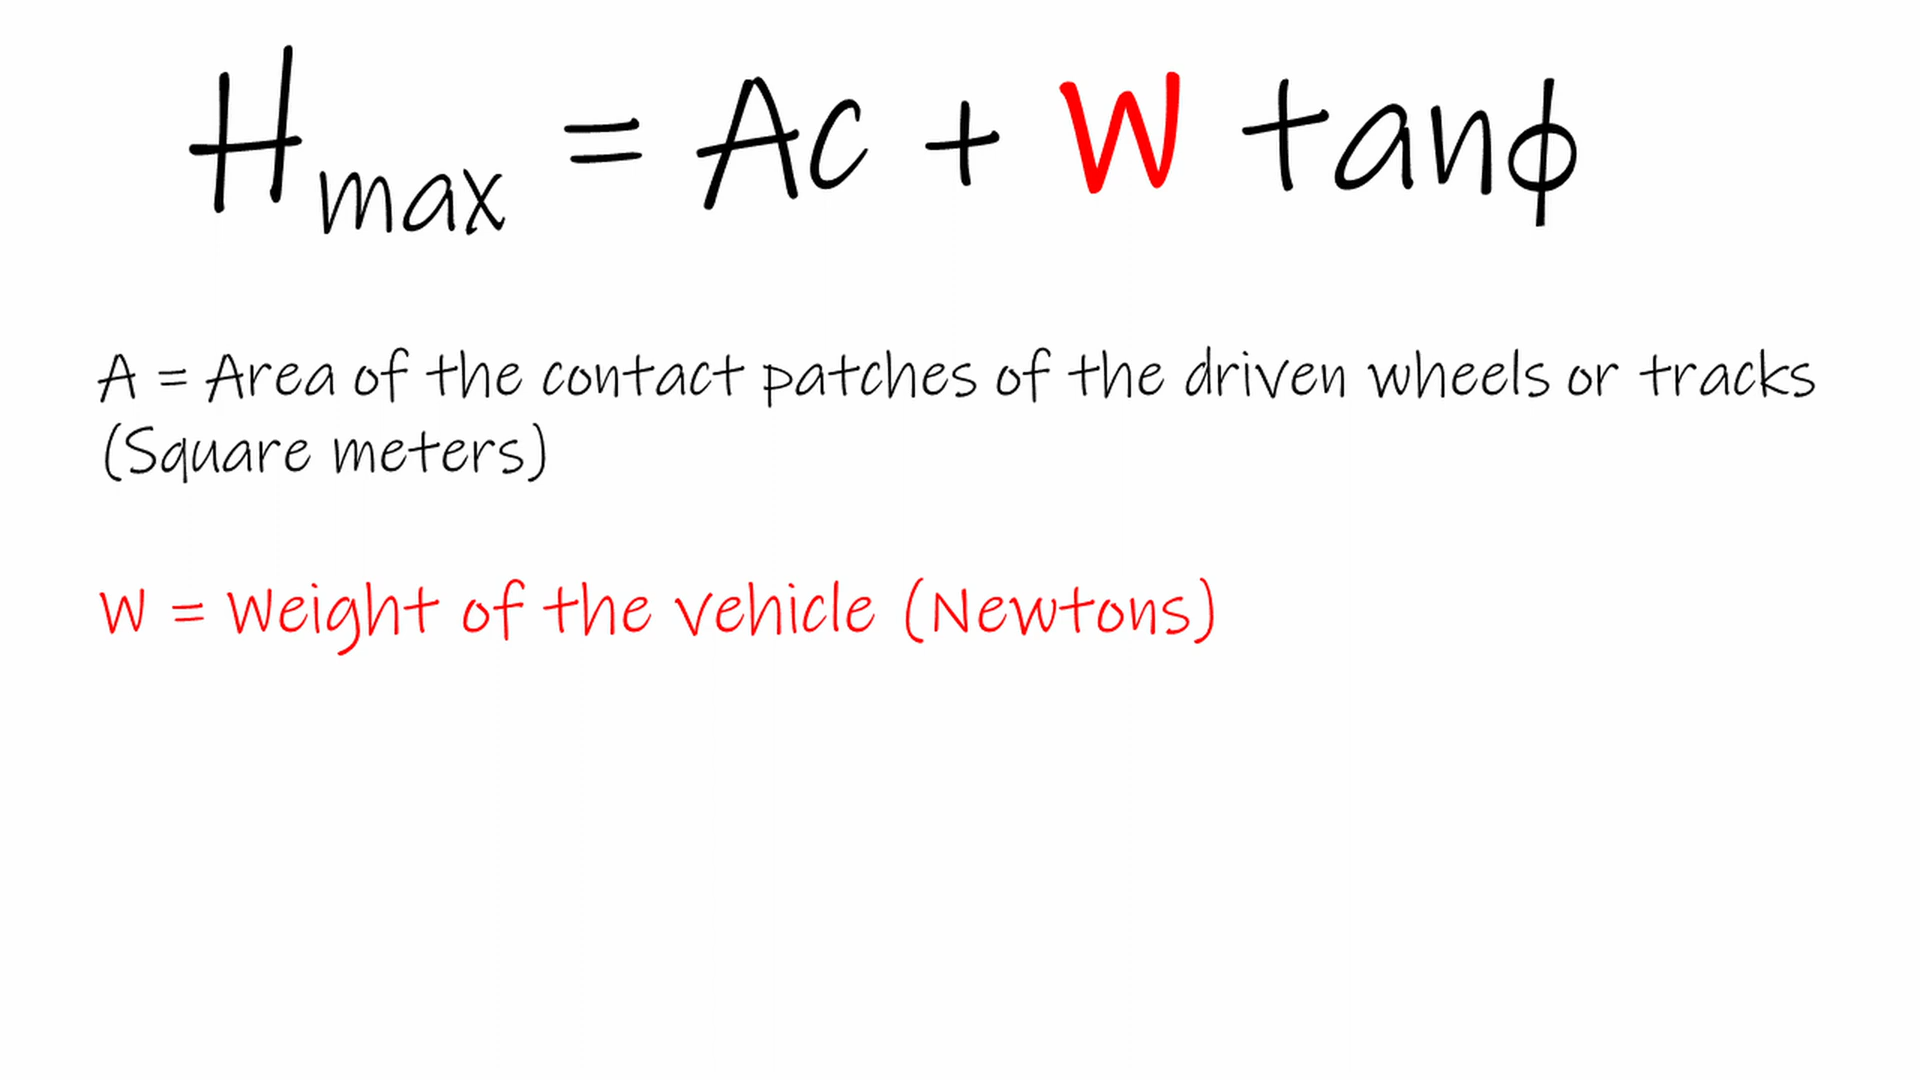 Hmax = Ac + W tanϕ
A = Area of the contact patches of the driven wheels or tracks
(Square meters)
W = Weight of the vehicle (Newtons)